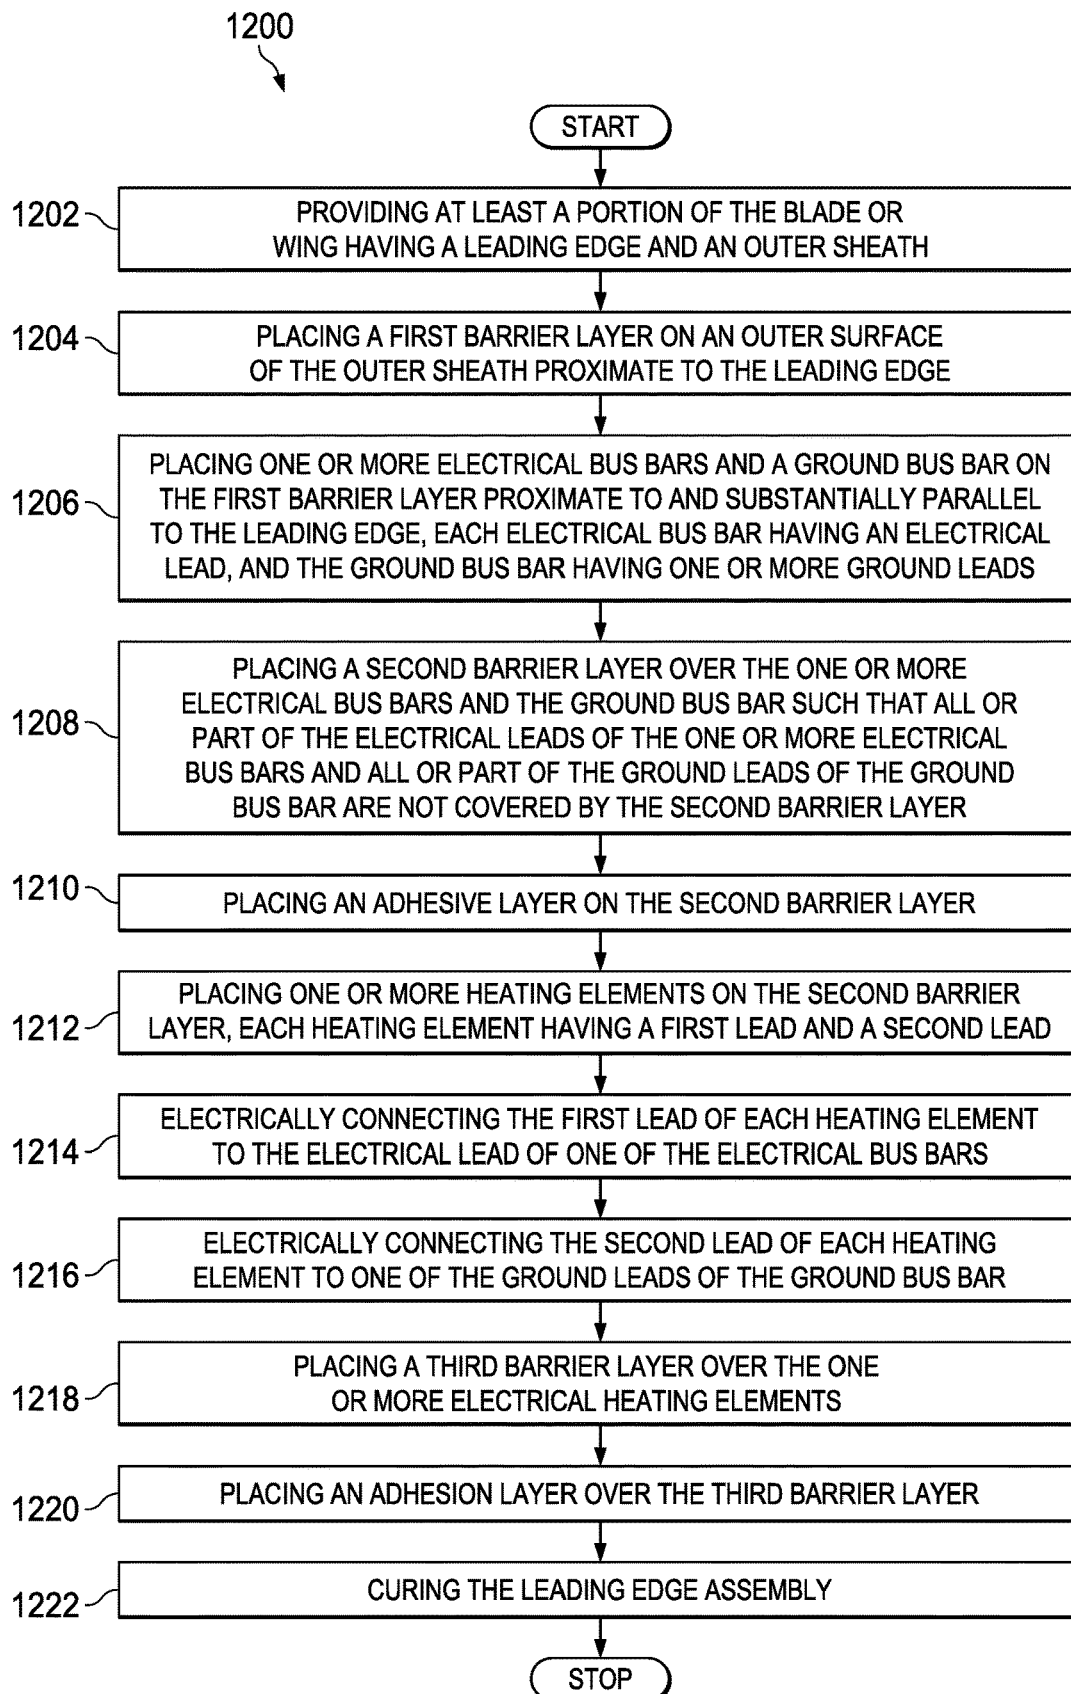 1200
START
1202
PROVIDING AT LEAST A PORTION OF THE BLADE OR
WING HAVING A LEADING EDGE AND AN OUTER SHEATH
1204
PLACING A FIRST BARRIER LAYER ON AN OUTER SURFACE
OF THE OUTER SHEATH PROXIMATE TO THE LEADING EDGE
1206
PLACING ONE OR MORE ELECTRICAL BUS BARS AND A GROUND BUS BAR ON
THE FIRST BARRIER LAYER PROXIMATE TO AND SUBSTANTIALLY PARALLEL
TO THE LEADING EDGE, EACH ELECTRICAL BUS BAR HAVING AN ELECTRICAL
LEAD, AND THE GROUND BUS BAR HAVING ONE OR MORE GROUND LEADS
1208
PLACING A SECOND BARRIER LAYER OVER THE ONE OR MORE
ELECTRICAL BUS BARS AND THE GROUND BUS BAR SUCH THAT ALL OR
PART OF THE ELECTRICAL LEADS OF THE ONE OR MORE ELECTRICAL
BUS BARS AND ALL OR PART OF THE GROUND LEADS OF THE GROUND
BUS BAR ARE NOT COVERED BY THE SECOND BARRIER LAYER
1210
PLACING AN ADHESIVE LAYER ON THE SECOND BARRIER LAYER
1212
PLACING ONE OR MORE HEATING ELEMENTS ON THE SECOND BARRIER
LAYER, EACH HEATING ELEMENT HAVING A FIRST LEAD AND A SECOND LEAD
1214
ELECTRICALLY CONNECTING THE FIRST LEAD OF EACH HEATING ELEMENT
TO THE ELECTRICAL LEAD OF ONE OF THE ELECTRICAL BUS BARS
1216
ELECTRICALLY CONNECTING THE SECOND LEAD OF EACH HEATING
ELEMENT TO ONE OF THE GROUND LEADS OF THE GROUND BUS BAR
1218
PLACING A THIRD BARRIER LAYER OVER THE ONE
OR MORE ELECTRICAL HEATING ELEMENTS
1220
PLACING AN ADHESION LAYER OVER THE THIRD BARRIER LAYER
1222
CURING THE LEADING EDGE ASSEMBLY
STOP